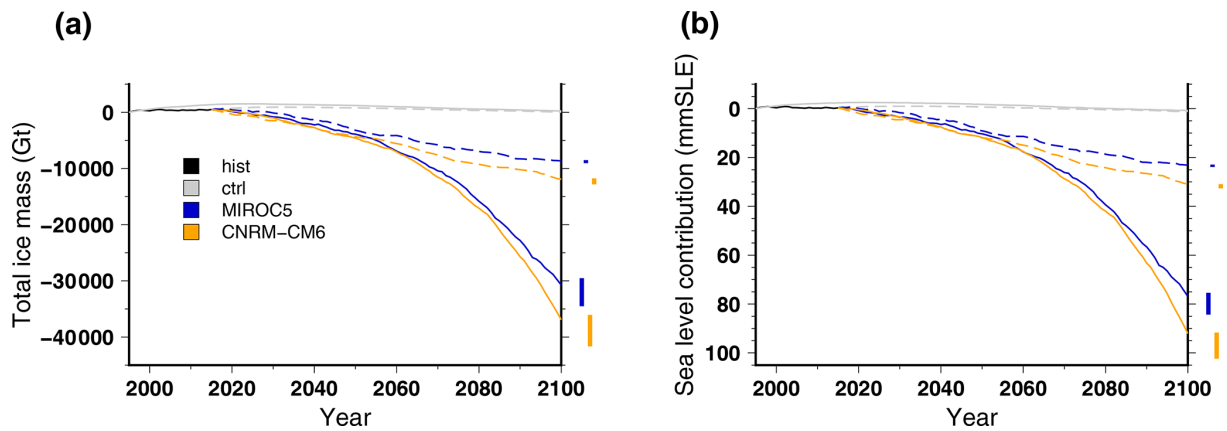 (a)
Total ice mass (Gt)
0
−10000
−20000
−30000
−40000
hist
ctrl
MIROC5
CNRM−CM6
2000 2020 2040 2060 2080 2100
Year
(b)
Sea level contribution (mmSLE)
0
20
40
60
80
100
2000 2020 2040 2060 2080 2100
Year